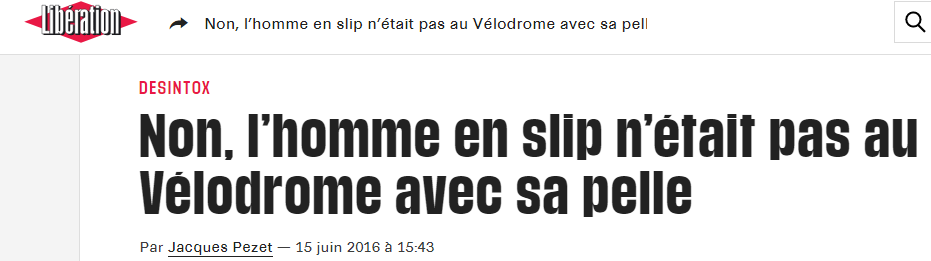 Libération
Non, l’homme en slip n’était pas au Vélodrome avec sa pell
DESINTOX
Non, l’homme en slip n’était pas au
Vélodrome avec sa pelle
Par Jacques Pezet — 15 juin 2016 à 15:43